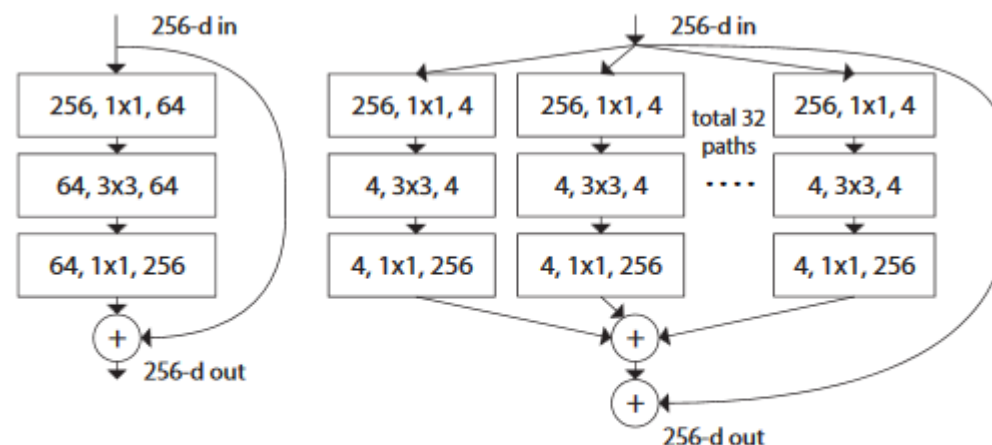 256-d in
256, 1x1, 64
64, 3x3, 64
64, 1x1, 256
+
256-d out
256-d in
256, 1x1, 4
256, 1x1, 4
total 32
paths
256, 1x1, 4
4, 3x3, 4
4, 3x3, 4
....
4, 3x3, 4
4, 1x1, 256
4, 1x1, 256
4, 1x1, 256
+
+
256-d out